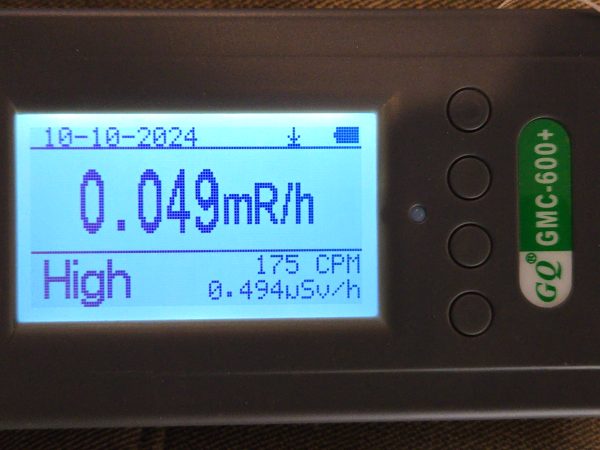 10-10-2024
0.049mR/h
High
175 CPM
0.494uSv/h
GQ® GMC-600+